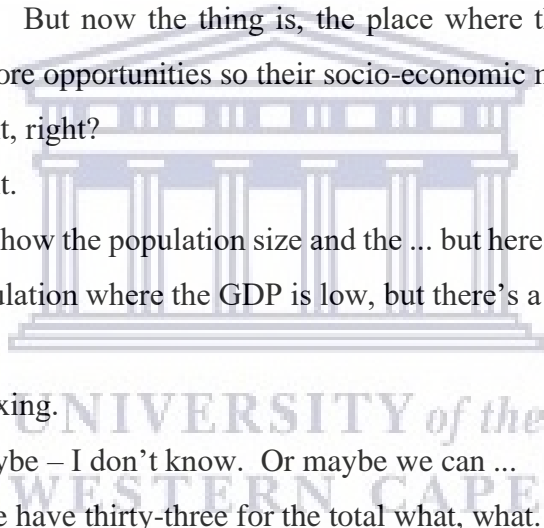 But now the thing is, the place where
ore opportunities so their socio-economic
t, right?
t.
how the population size and the ... but here
ulation where the GDP is low, but there's a
xing.
UNIVERSITY of the
ybe – I don't know. Or maybe we can ...
WESTERN CAPE
e have thirty-three for the total what, what.